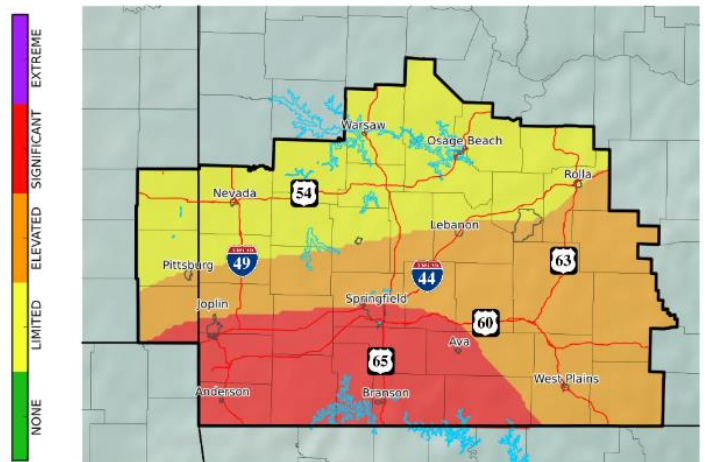 EXTREME
SIGNIFICANT
ELEVATED
LIMITED
NONE
Warsaw
Osage Beach
Rolla
Nevada
54
Lebanon
Pittsburg
49
44
63
Joplin
Springfield
60
Ava
65
Anderson
Branson
West Plains